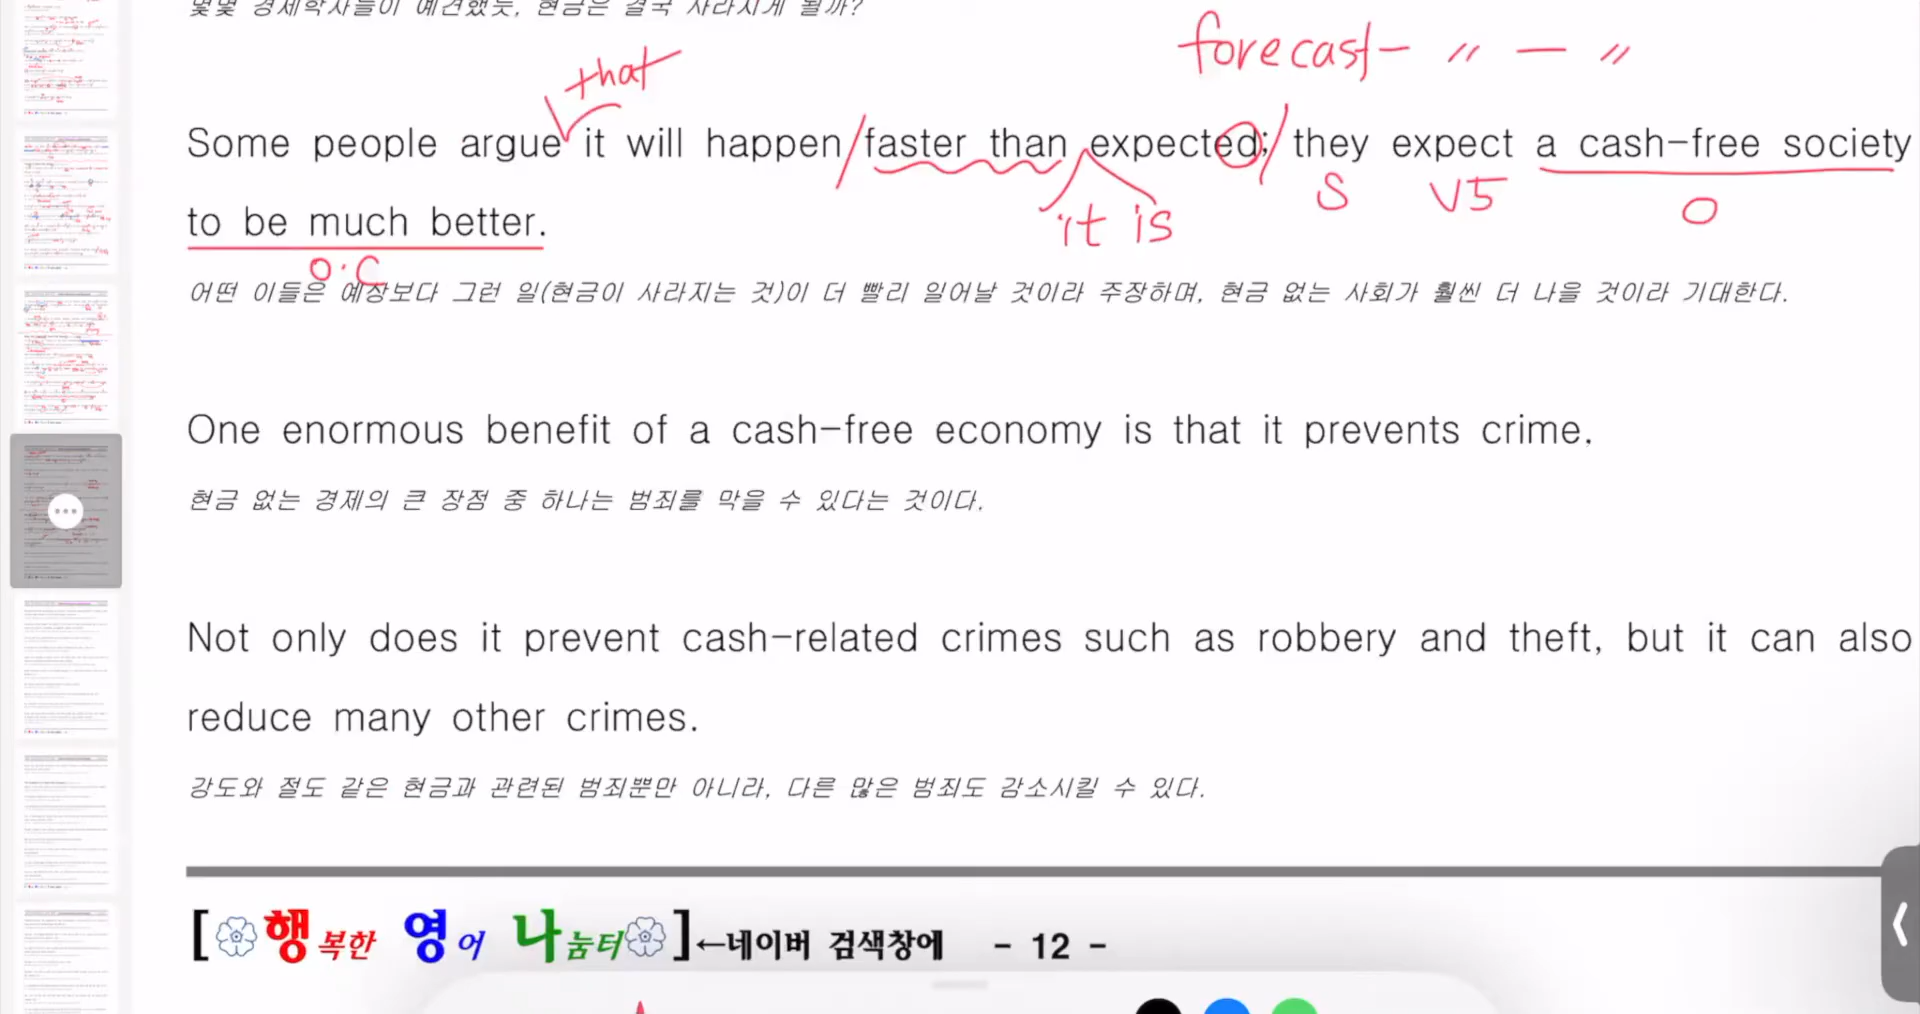 몇몇 경제학자들이 예견했듯, 현금은 결국 사라지게 될까?
forecast- 〃 - 〃
that
Some people argue it will happen/faster than expected;/they expect a cash-free society
S V5 O
to be much better.
it is
O.C
어떤 이들은 예상보다 그런 일(현금이 사라지는 것)이 더 빨리 일어날 것이라 주장하며, 현금 없는 사회가 훨씬 더 나을 것이라 기대한다.
One enormous benefit of a cash-free economy is that it prevents crime.
현금 없는 경제의 큰 장점 중 하나는 범죄를 막을 수 있다는 것이다.
Not only does it prevent cash-related crimes such as robbery and theft, but it can also
reduce many other crimes.
강도와 절도 같은 현금과 관련된 범죄뿐만 아니라, 다른 많은 범죄도 감소시킬 수 있다.
[행복한 영어 나눔터]←네이버 검색창에 - 12 -